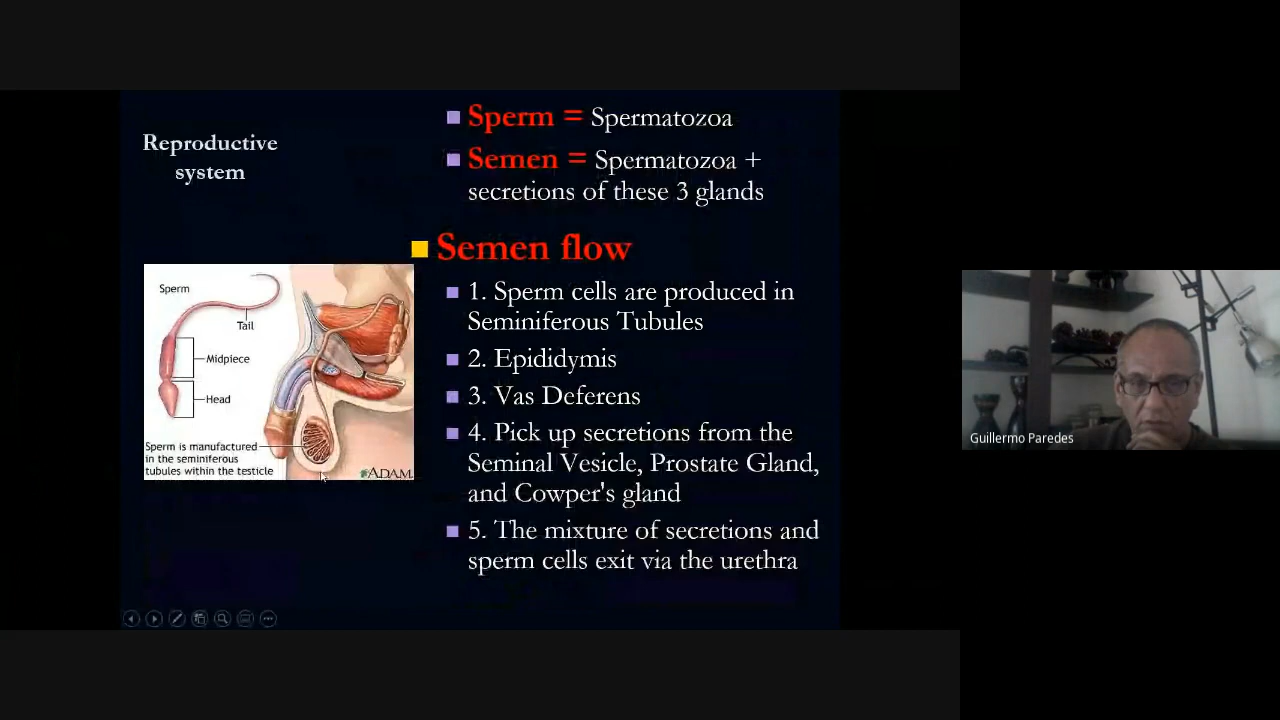 Reproductive
system
Sperm = Spermatozoa
Semen = Spermatozoa +
secretions of these 3 glands
Semen flow
1. Sperm cells are produced in
Seminiferous Tubules
2. Epididymis
3. Vas Deferens
4. Pick up secretions from the
Seminal Vesicle, Prostate Gland,
and Cowper's gland
5. The mixture of secretions and
sperm cells exit via the urethra
Sperm
Tail
Midpiece
Head
Sperm is manufactured
in the seminiferous
tubules within the testicle
ADAM
Guillermo Paredes